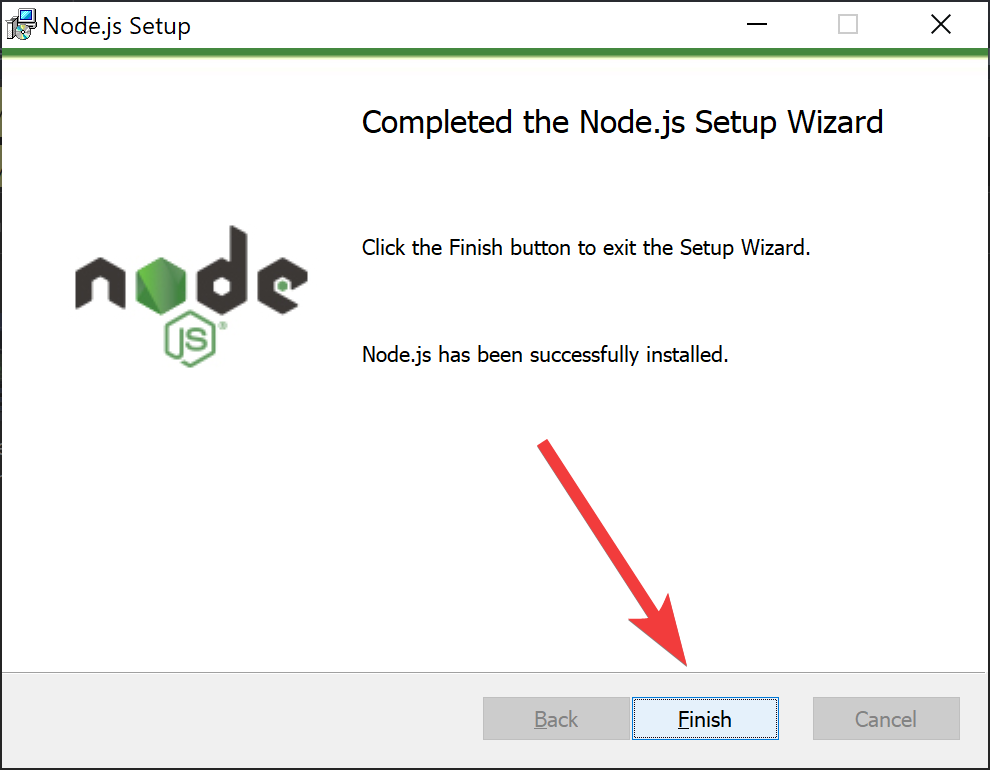 Node.js Setup
Completed the Node.js Setup Wizard
Click the Finish button to exit the Setup Wizard.
node
JS®
Node.js has been successfully installed.
Back
Finish
Cancel